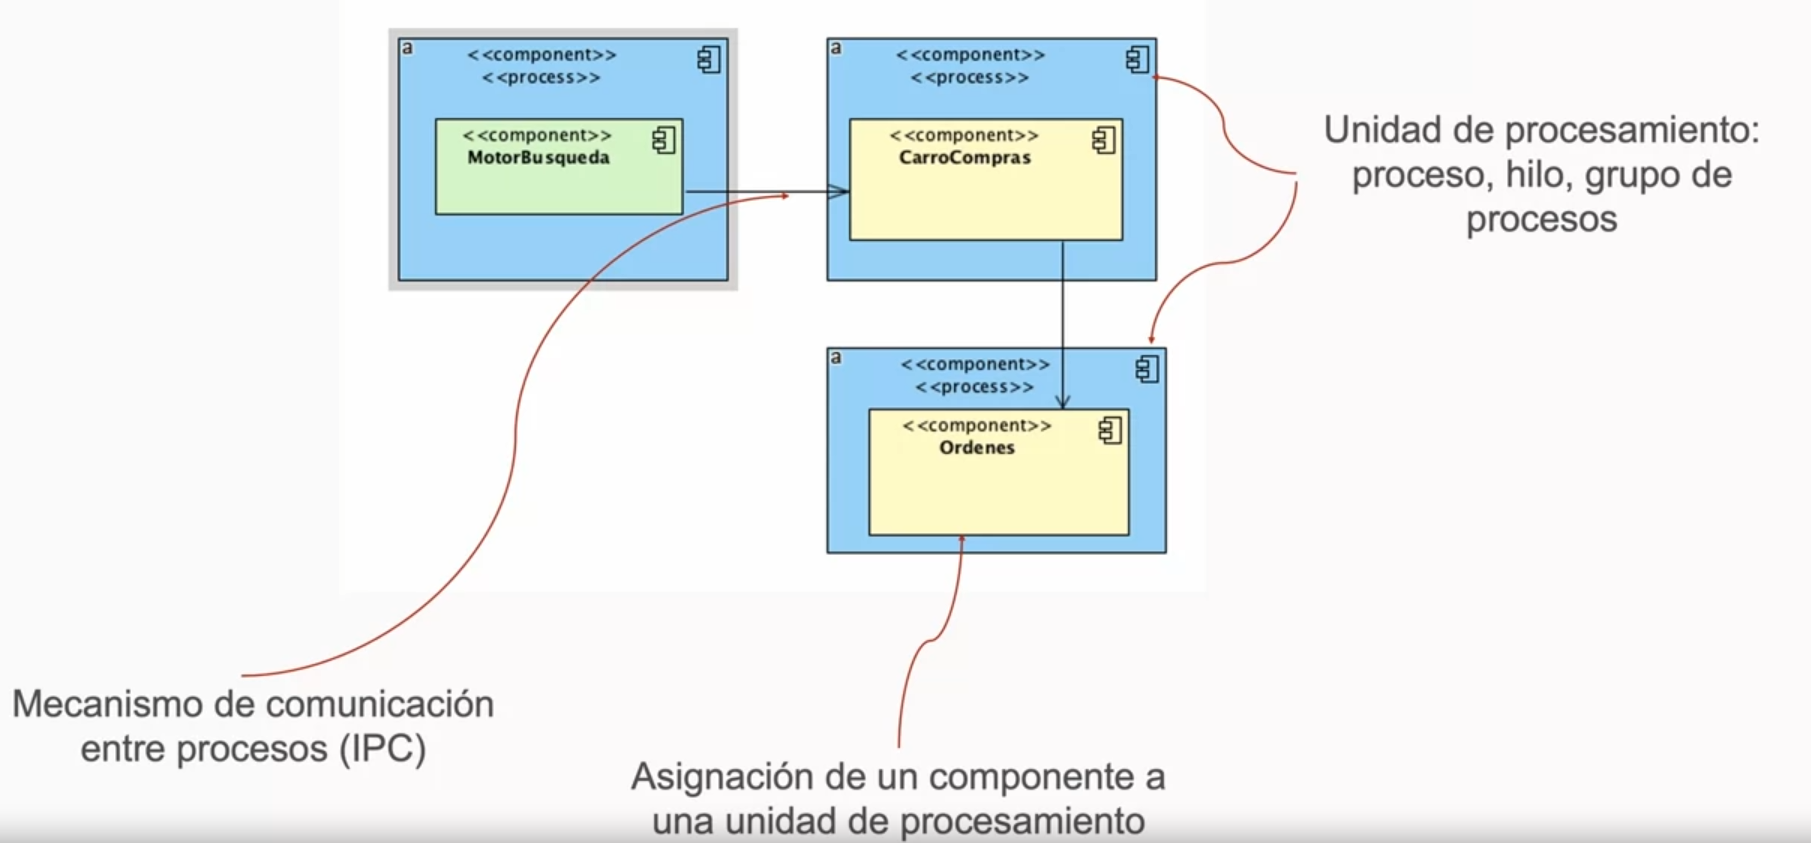 a
<<component>>
<<process>>
<<component>>
MotorBusqueda
a
<<component>>
<<process>>
<<component>>
CarroCompras
Unidad de procesamiento:
proceso, hilo, grupo de
procesos
a
<<component>>
<<process>>
<<component>>
Ordenes
Mecanismo de comunicación
entre procesos (IPC)
Asignación de un componente a
una unidad de procesamiento